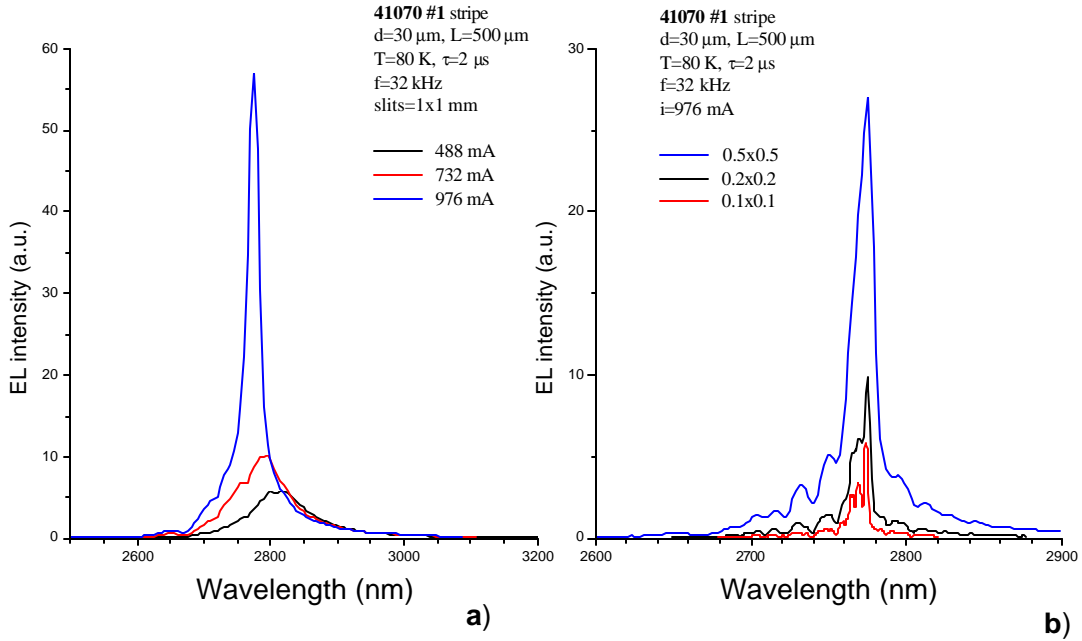 41070 #1 stripe
d=30 μm, L=500 μm
T=80 K, τ=2 μs
f=32 kHz
slits=1x1 mm
488 mA
732 mA
976 mA
60
50
40
30
20
10
0
2600
2800
3000
3200
EL intensity (a.u.)
Wavelength (nm)
a)
41070 #1 stripe
d=30 μm, L=500 μm
T=80 K, τ=2 μs
f=32 kHz
i=976 mA
0.5x0.5
0.2x0.2
0.1x0.1
30
20
10
0
2600
2700
2800
2900
EL intensity (a.u.)
Wavelength (nm)
b)